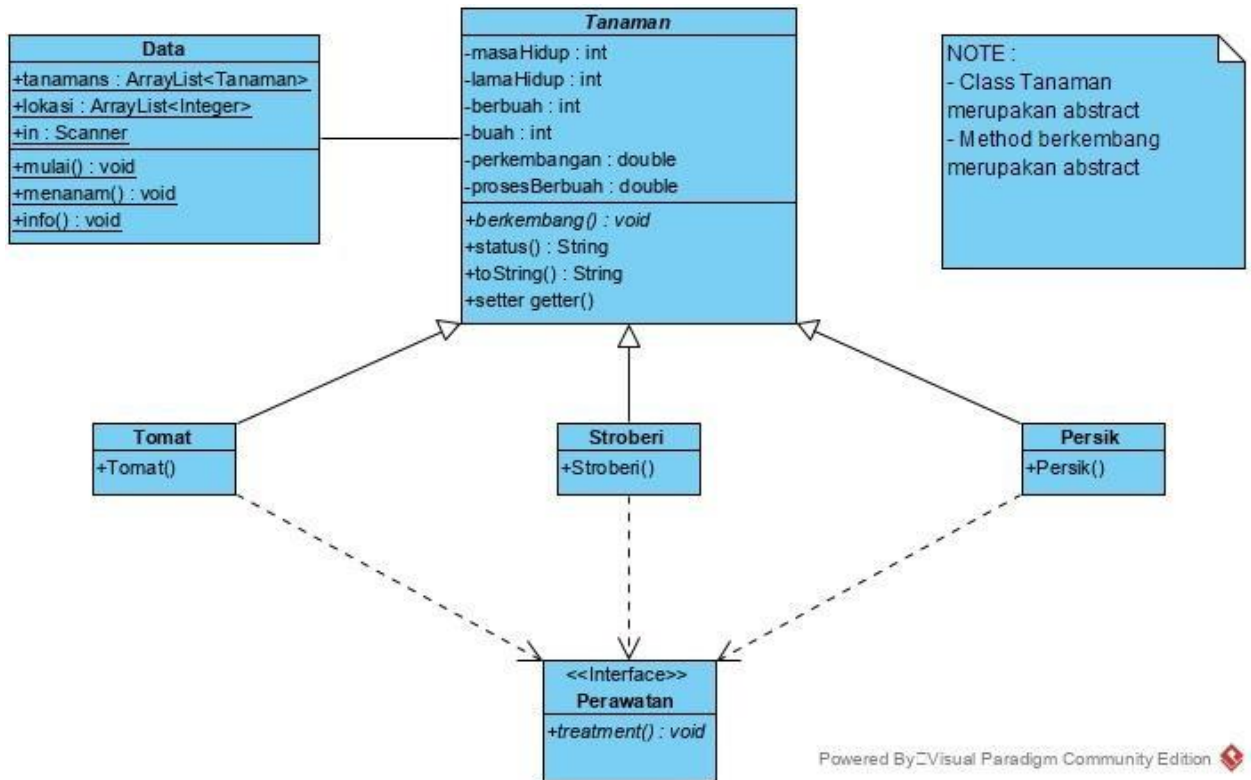 Data
+tanamans : ArrayList<Tanaman>
+lokasi : ArrayList<Integer>
+in : Scanner
+mulai() : void
+menanam() : void
+info() : void
Tanaman
-masaHidup : int
-lamaHidup : int
-berbuah : int
-buah : int
-perkembangan : double
-prosesBerbuah : double
+berkembang() : void
+status() : String
+toString() : String
+setter getter()
NOTE :
- Class Tanaman
merupakan abstract
- Method berkembang
merupakan abstract
Tomat
+Tomat()
Stroberi
+Stroberi()
Persik
+Persik()
<<Interface>>
Perawatan
+treatment() : void
Powered By Visual Paradigm Community Edition